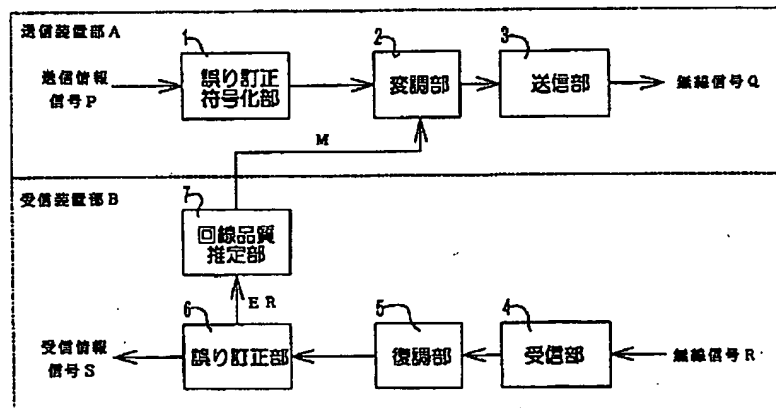 送信装置部A
送信情報
信号P
1
誤り訂正
符号化部
2
変調部
3
送信部
無線信号Q
M
受信装置部B
7
回線品質
推定部
ER
受信情報
信号S
6
誤り訂正部
5
復調部
4
受信部
無線信号R